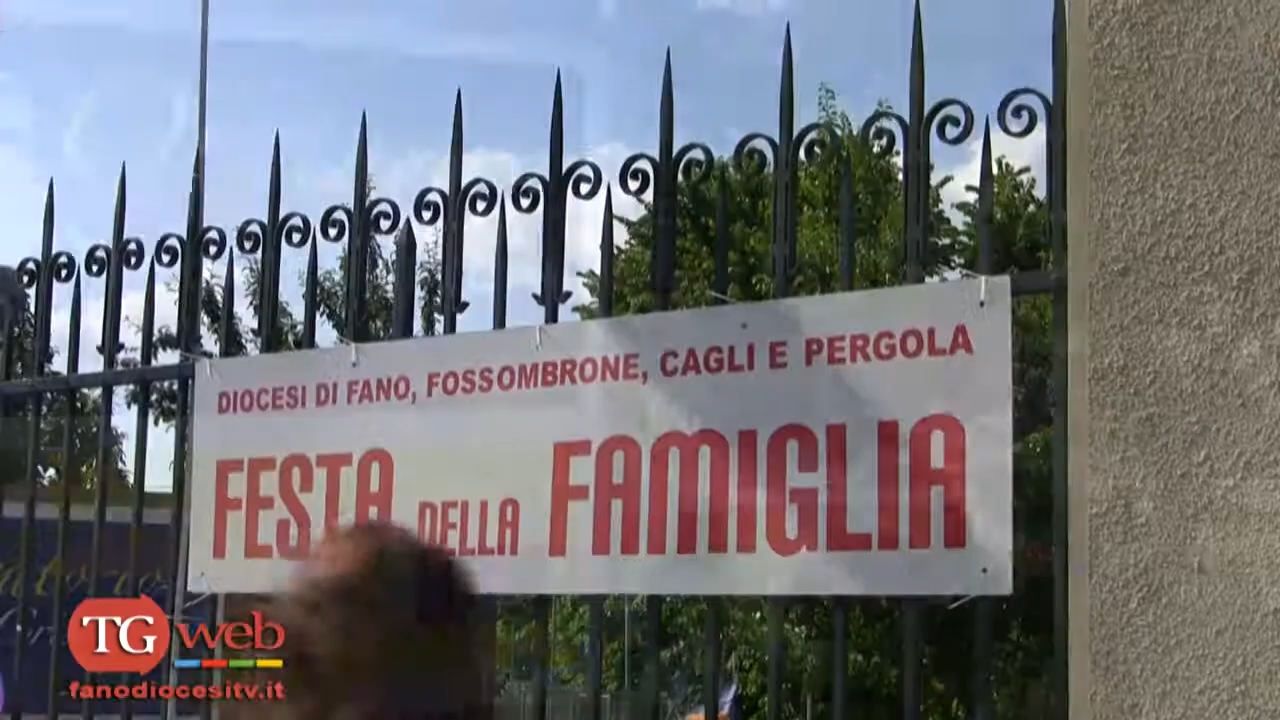 DIOCESI DI FANO, FOSSOMBRONE, CAGLI E PERGOLA
FESTA DELLA FAMIGLIA
TG web
fanodiocesitv.it